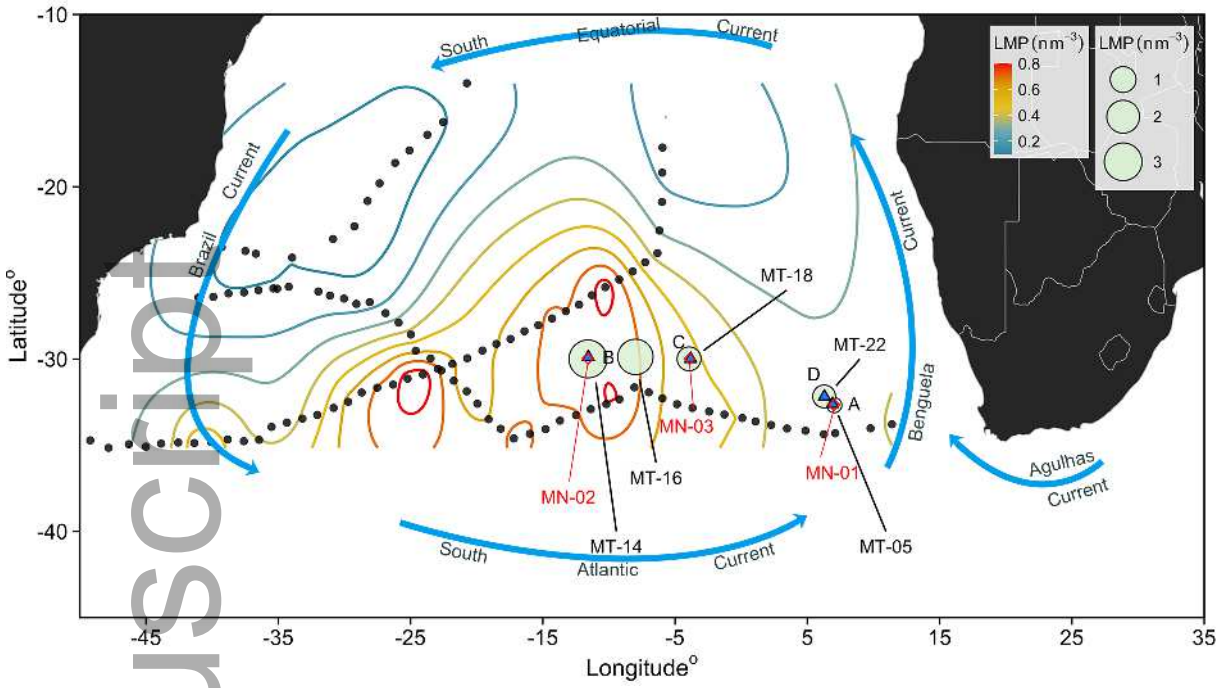 -10
-20
-30
-40
Latitude°
-45
-35
-25
-15
-5
5
15
25
35
Longitude°
South Equatorial Current
Brazil Current
Benguela Current
Agulhas Current
South Atlantic Current
LMP (nm⁻³)
0.8
0.6
0.4
0.2
LMP (nm⁻³)
1
2
3
MT-18
MT-22
C
B
D
A
MN-03
MN-01
MN-02
MT-16
MT-14
MT-05
uscript